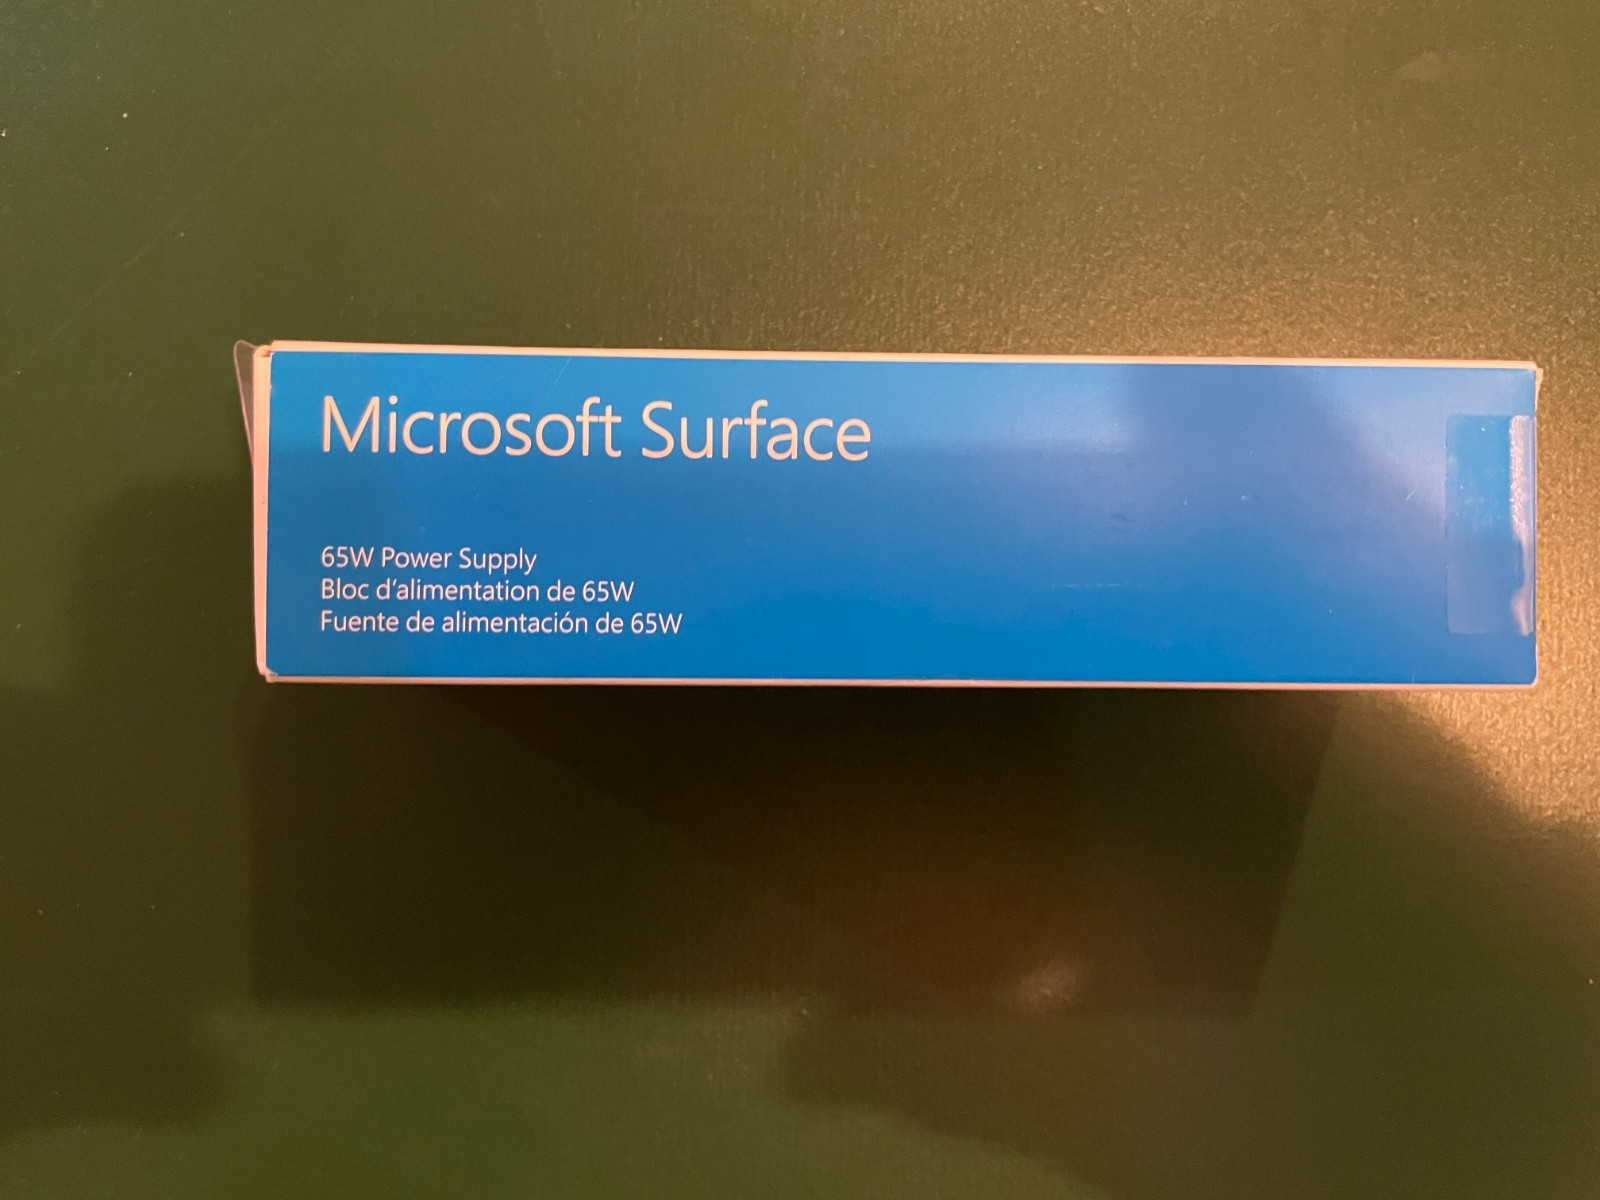 Microsoft Surface
65W Power Supply
Bloc d'alimentation de 65W
Fuente de alimentación de 65W